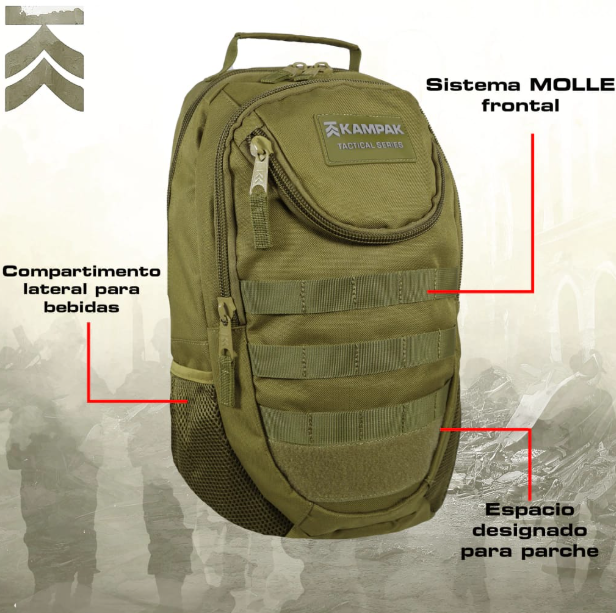 Sistema MOLLE
frontal
KAMPAK
TACTICAL SERIES
Compartimento
lateral para
bebidas
Espacio
designado
para parche